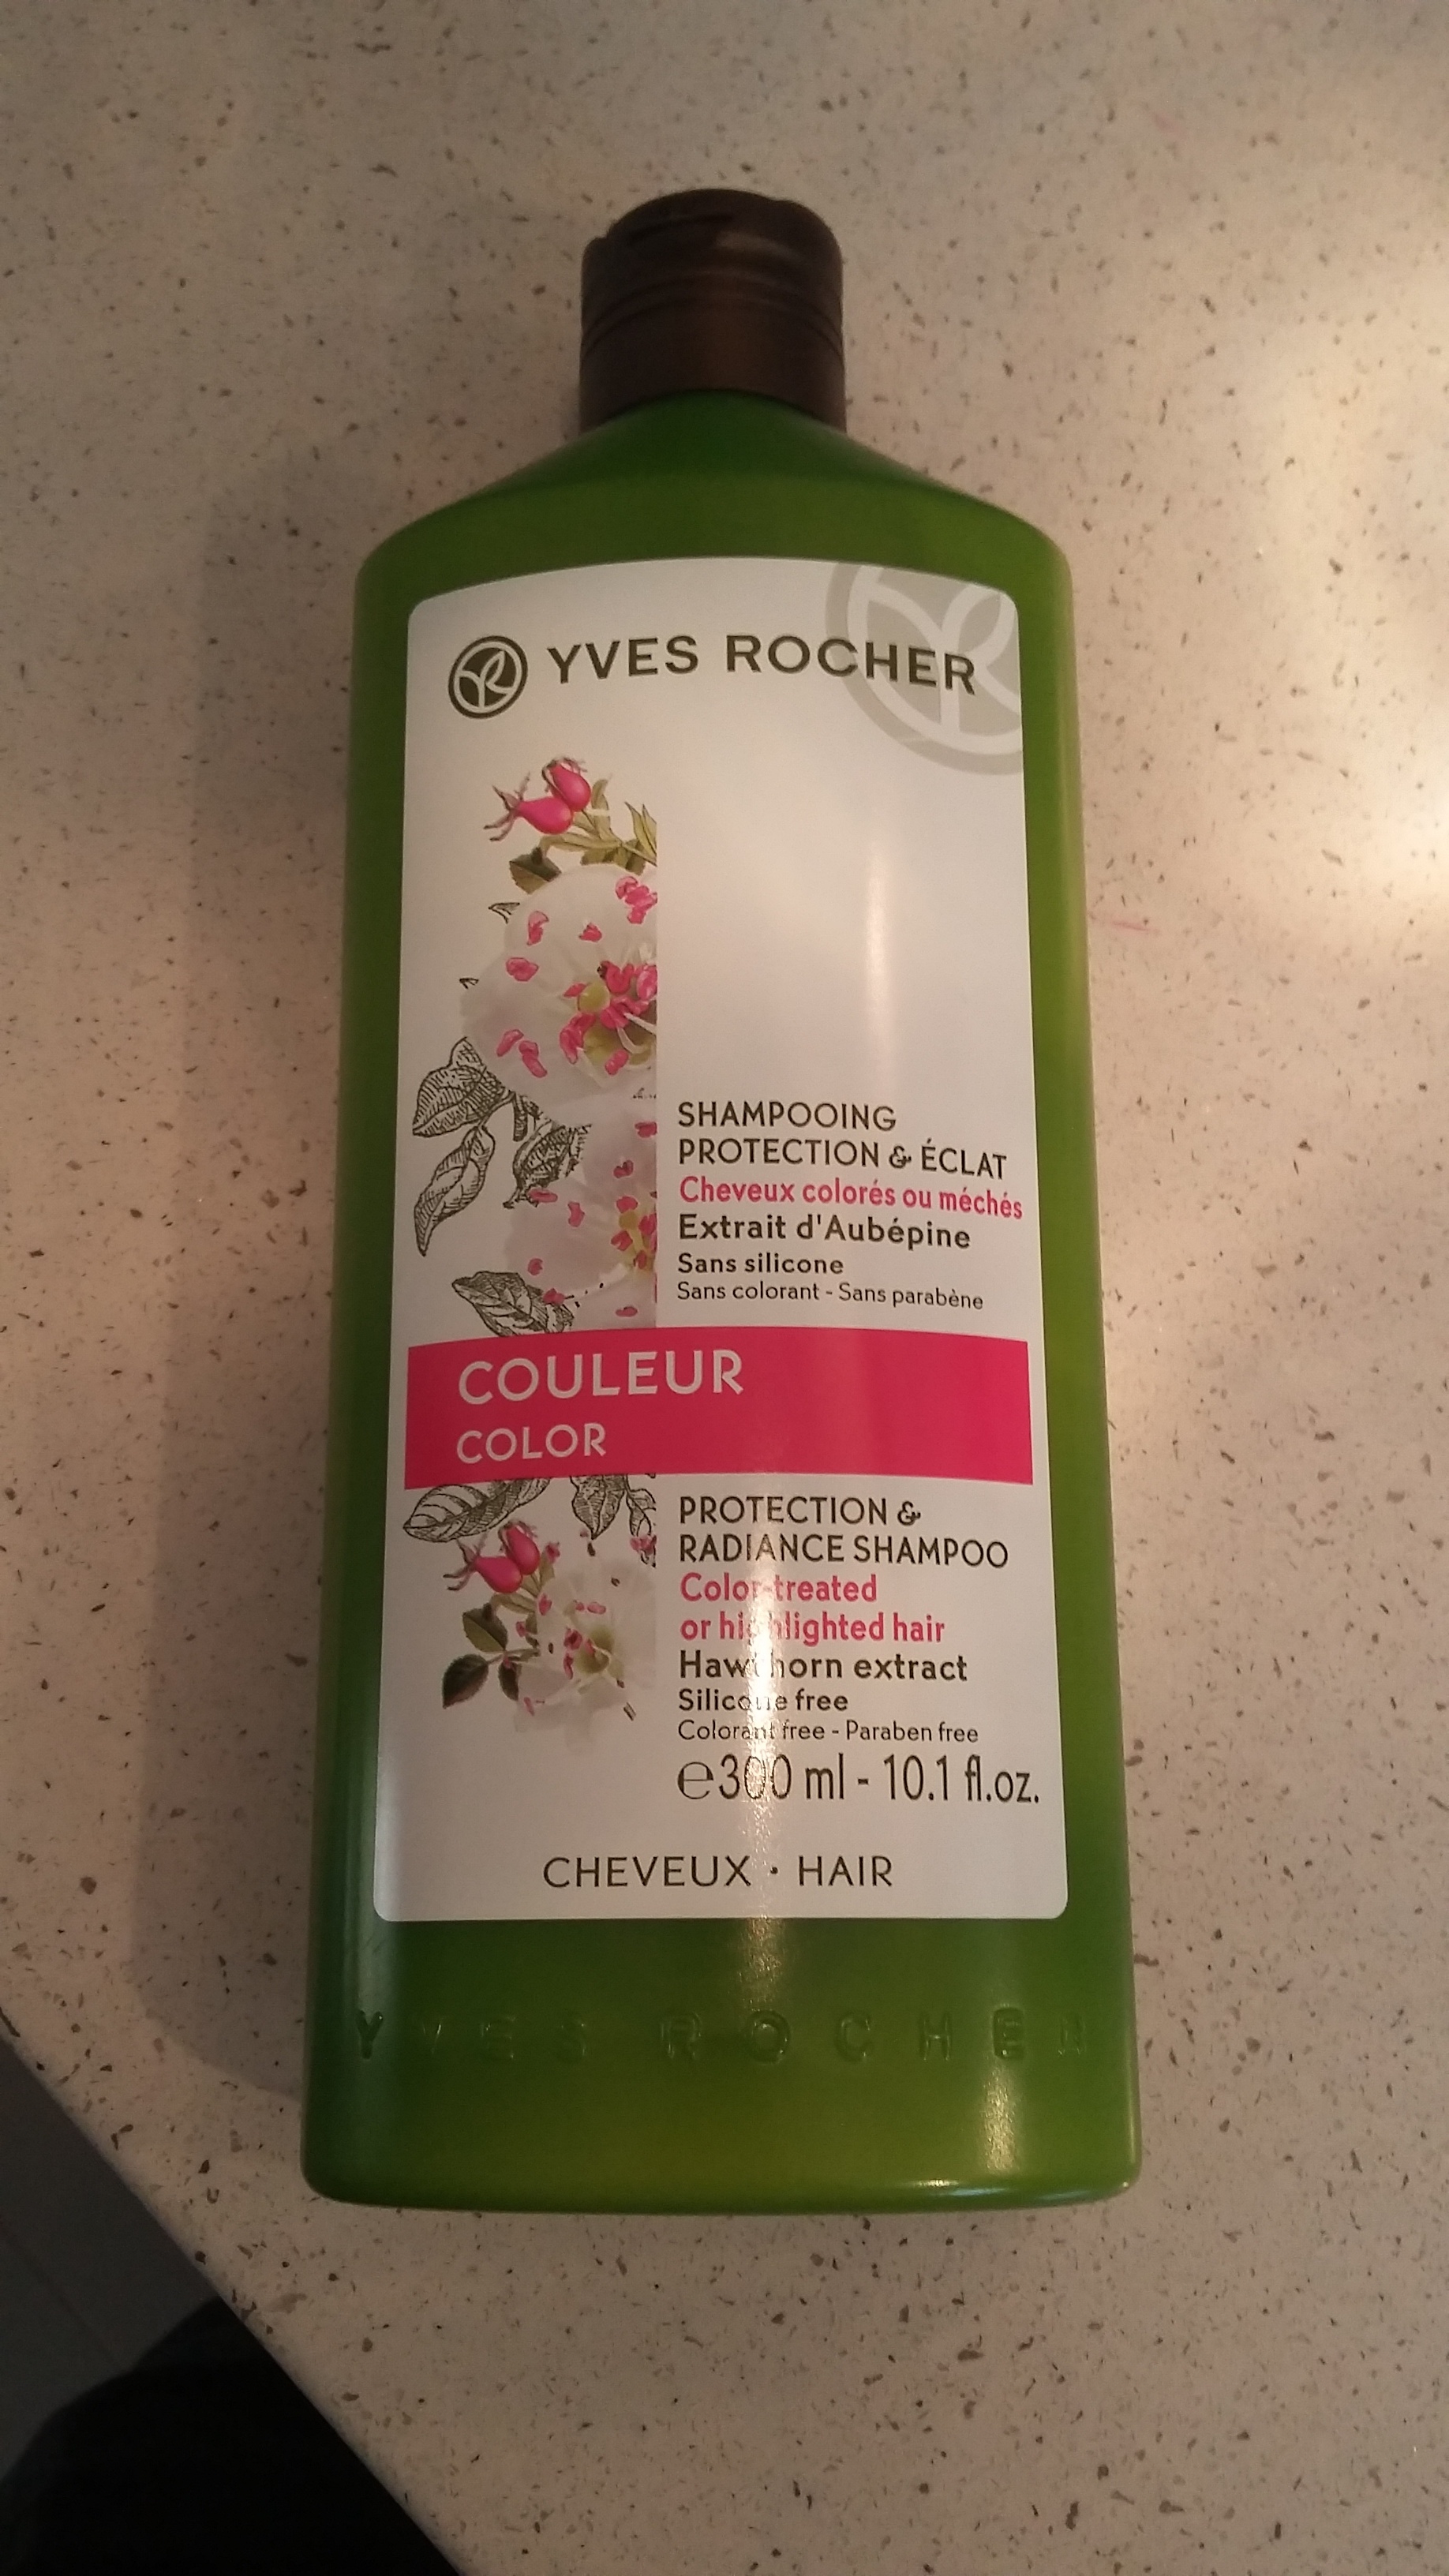 YVES ROCHER
SHAMPOOING
PROTECTION & ÉCLAT
Cheveux colorés ou méchés
Extrait d'Aubépine
Sans silicone
Sans colorant - Sans parabène
COULEUR
COLOR
PROTECTION &
RADIANCE SHAMPOO
Color-treated
or highlighted hair
Hawthorn extract
Silicone free
Colorant free - Paraben free
℮300 ml - 10.1 fl.oz.
CHEVEUX · HAIR
YVES ROCHER